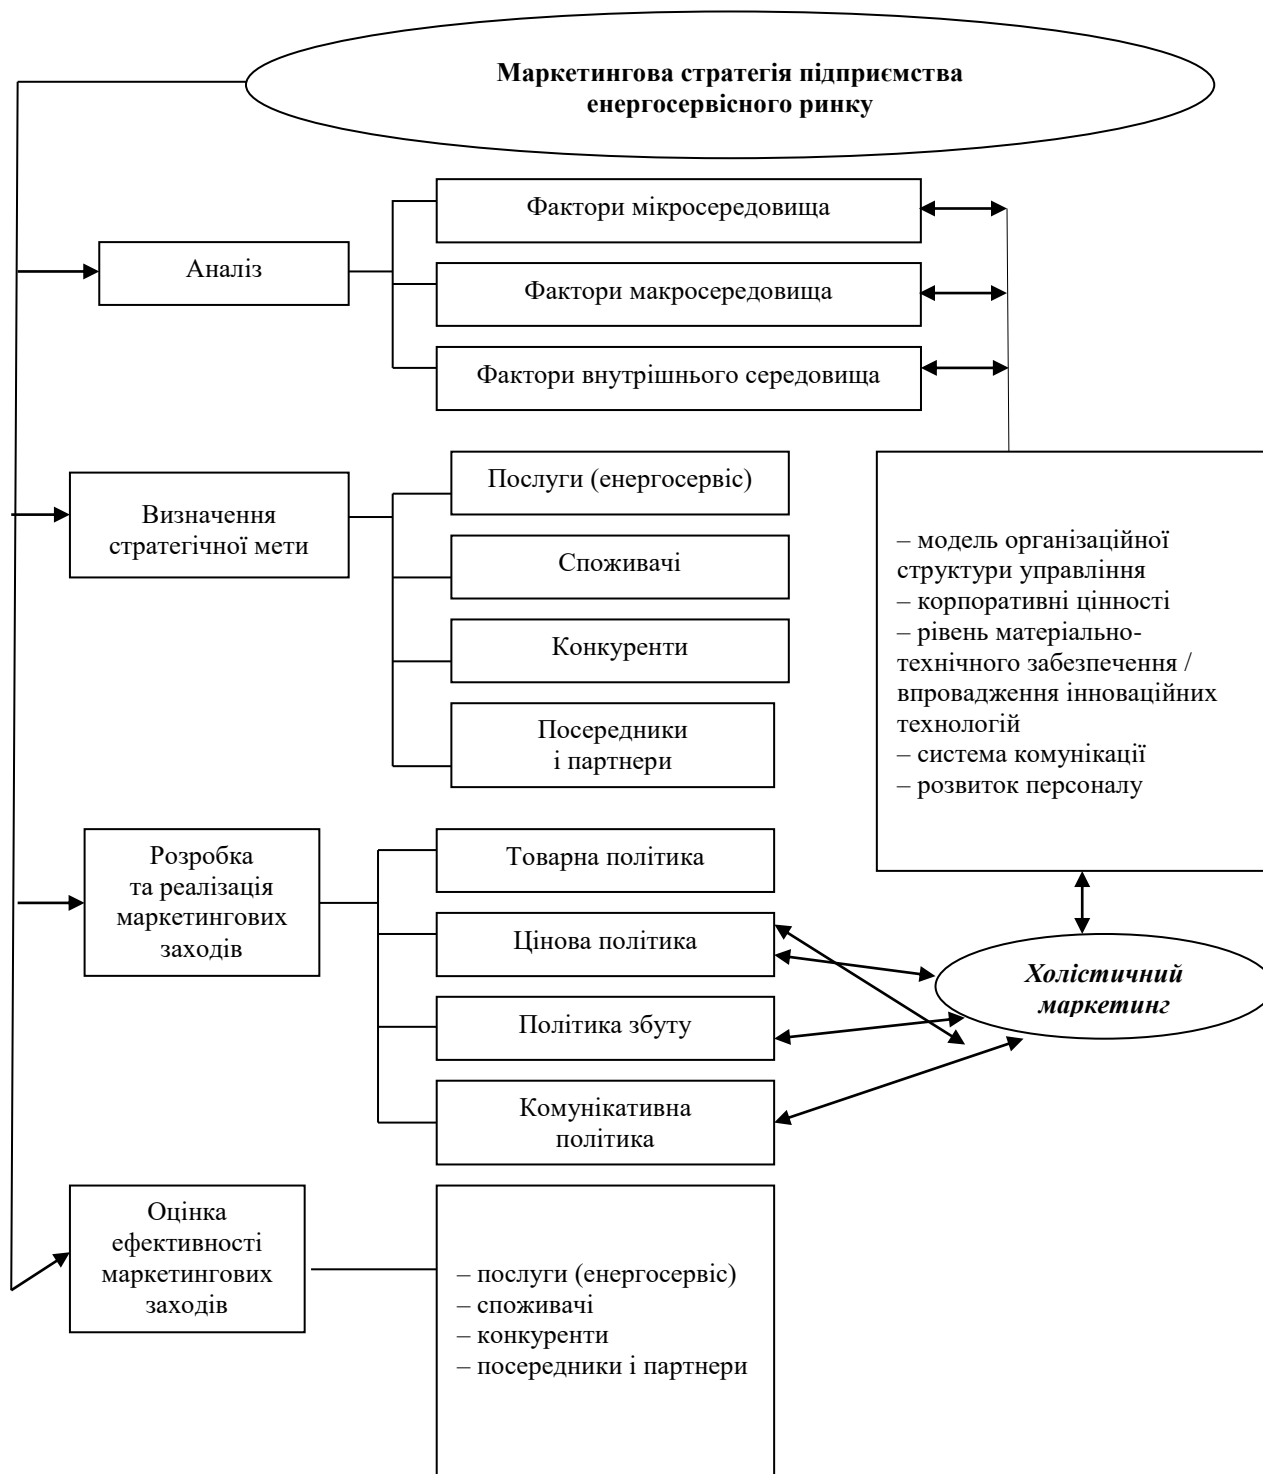 Маркетингова стратегія підприємства
енергосервісного ринку
Фактори мікросередовища
Аналіз
Фактори макросередовища
Фактори внутрішнього середовища
Визначення
стратегічної мети
Послуги (енергосервіс)
Споживачі
Конкуренти
Посередники
і партнери
– модель організаційної
структури управління
– корпоративні цінності
– рівень матеріально-
технічного забезпечення /
впровадження інноваційних
технологій
– система комунікації
– розвиток персоналу
Розробка
та реалізація
маркетингових
заходів
Товарна політика
Цінова політика
Політика збуту
Комунікативна
політика
Холістичний
маркетинг
Оцінка
ефективності
маркетингових
заходів
– послуги (енергосервіс)
– споживачі
– конкуренти
– посередники і партнери